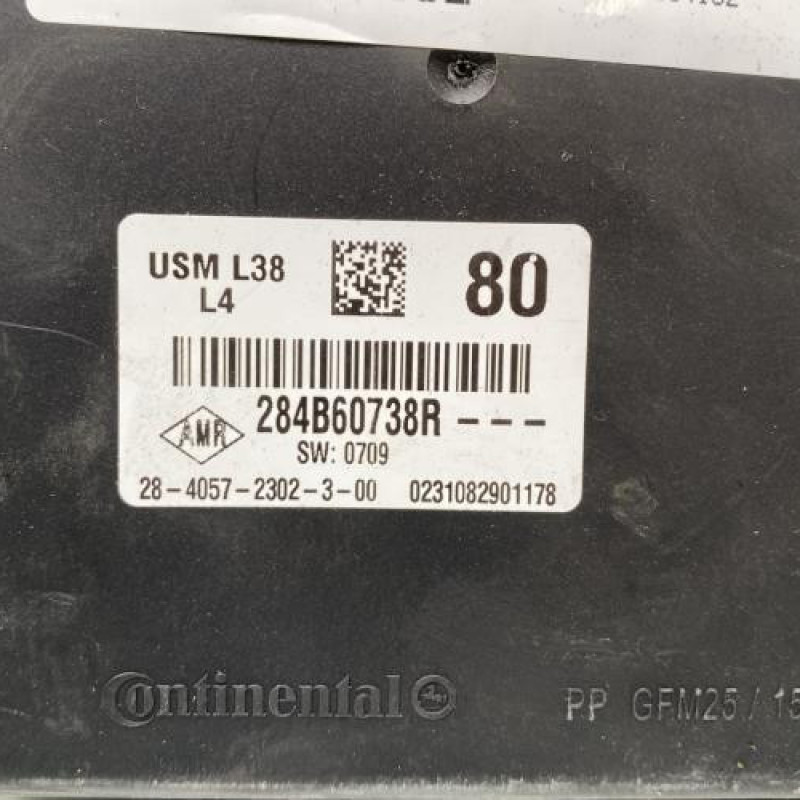 USM L38
L4
80
284B60738R---
AMR
SW: 0709
28-4057-2302-3-00 0231082901178
Continental
PP GFM25 / 15